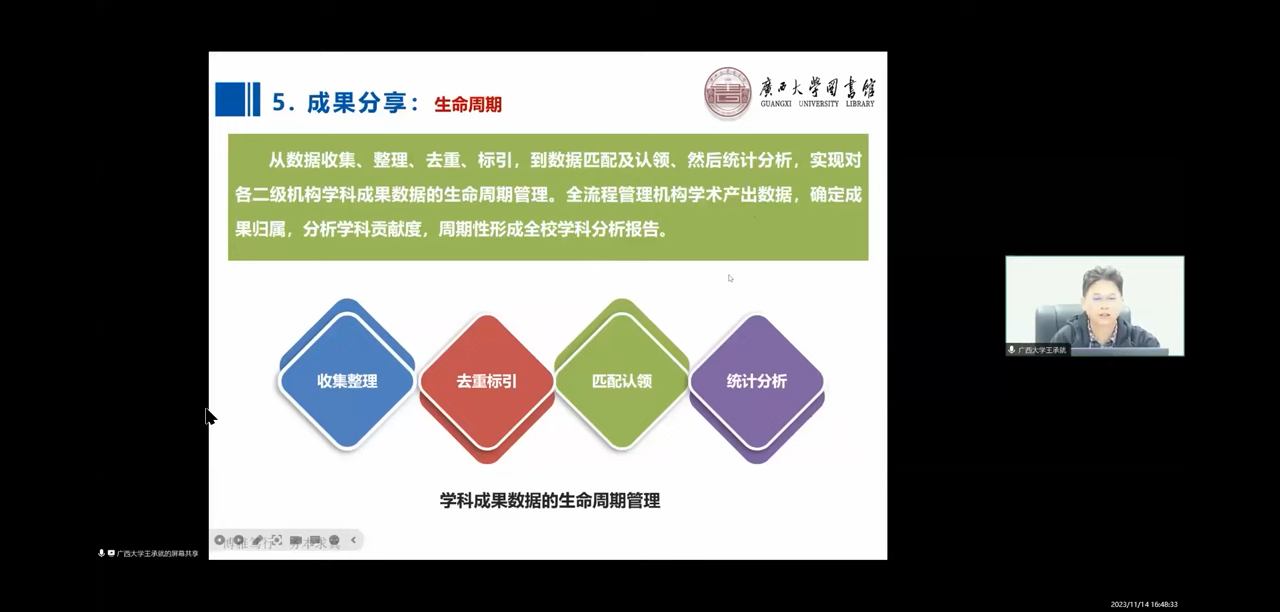 5. 成果分享：生命周期
廣西大學図書館
GUANGXI UNIVERSITY LIBRARY
从数据收集、整理、去重、标引，到数据匹配及认领、然后统计分析，实现对
各二级机构学科成果数据的生命周期管理。全流程管理机构学术产出数据，确定成
果归属，分析学科贡献度，周期性形成全校学科分析报告。
收集整理
去重标引
匹配认领
统计分析
学科成果数据的生命周期管理
广西大学王承就
广西大学王承就的屏幕共享
2023/11/14 16:48:33